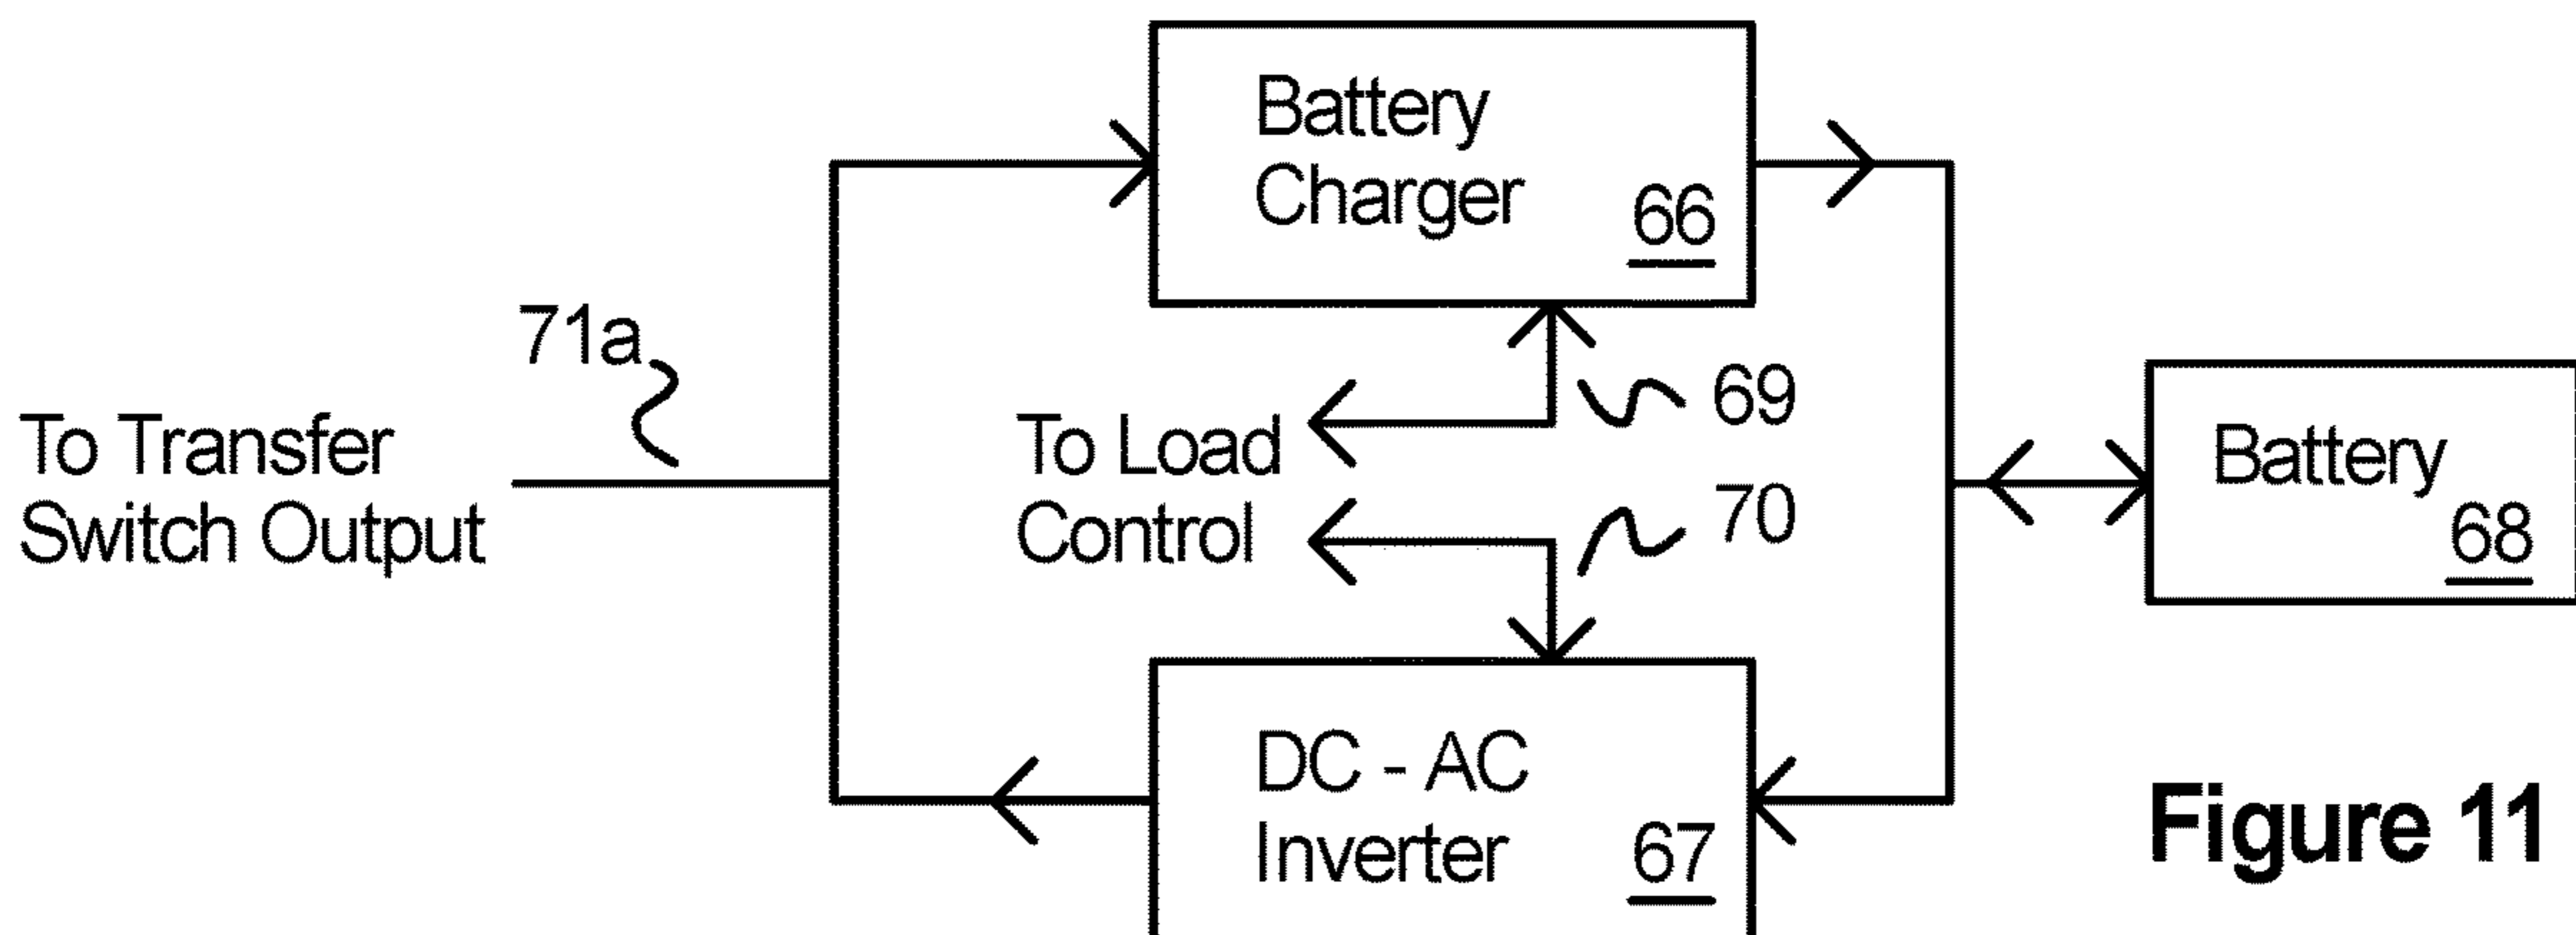 Battery
Charger
66
71a
To Transfer
Switch Output
To Load
Control
69
70
Battery
68
DC - AC
Inverter
67
Figure 11